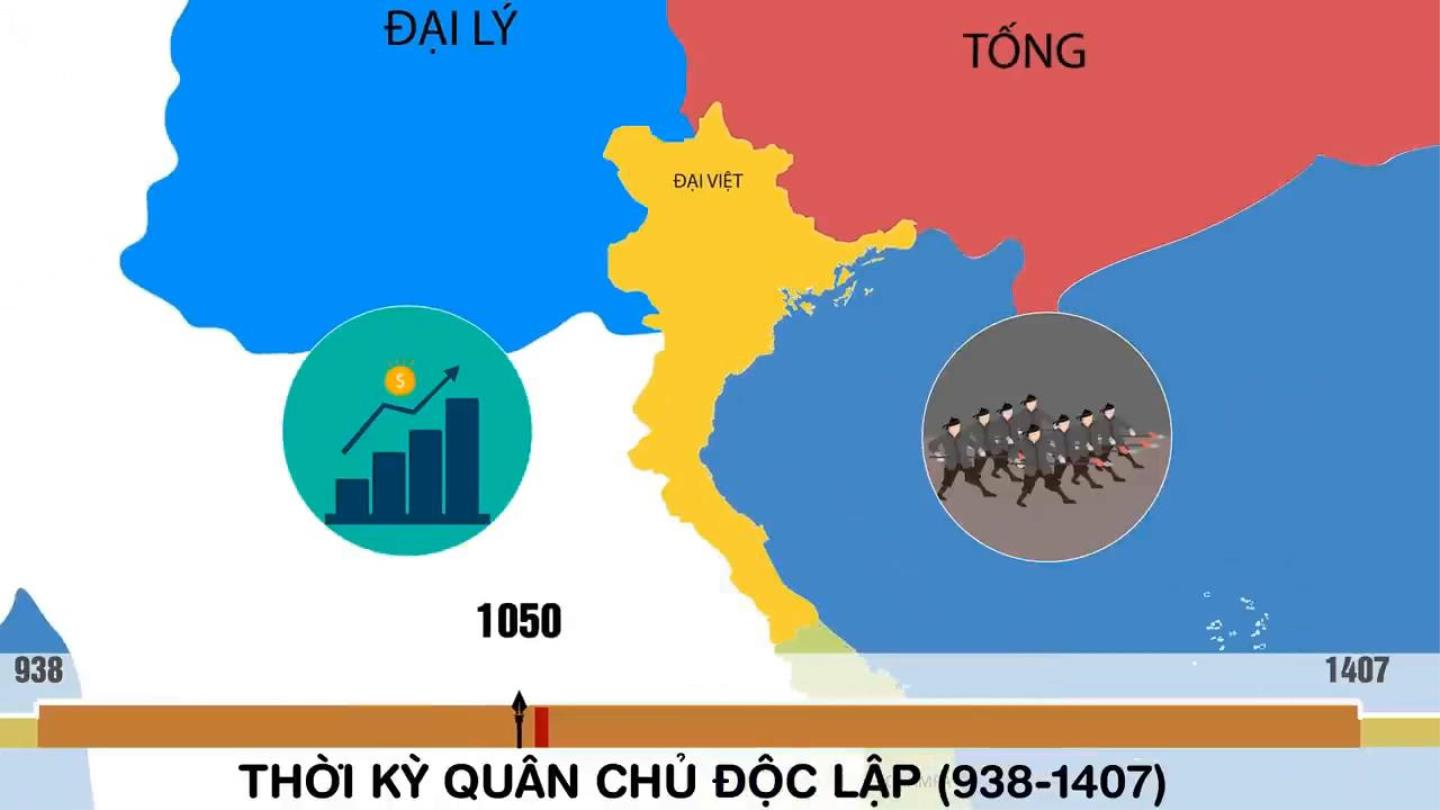 ĐẠI LÝ
TỐNG
ĐẠI VIỆT
$
1050
938
1407
THỜI KỲ QUÂN CHỦ ĐỘC LẬP (938-1407)